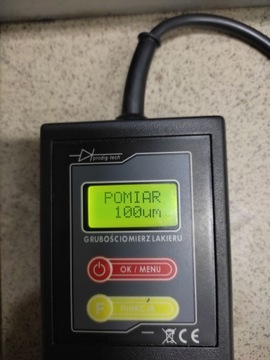 prodig-tech
POMIAR
100um
GRUBOŚCIOMIERZ LAKIERU
OK / MENU
F
CE